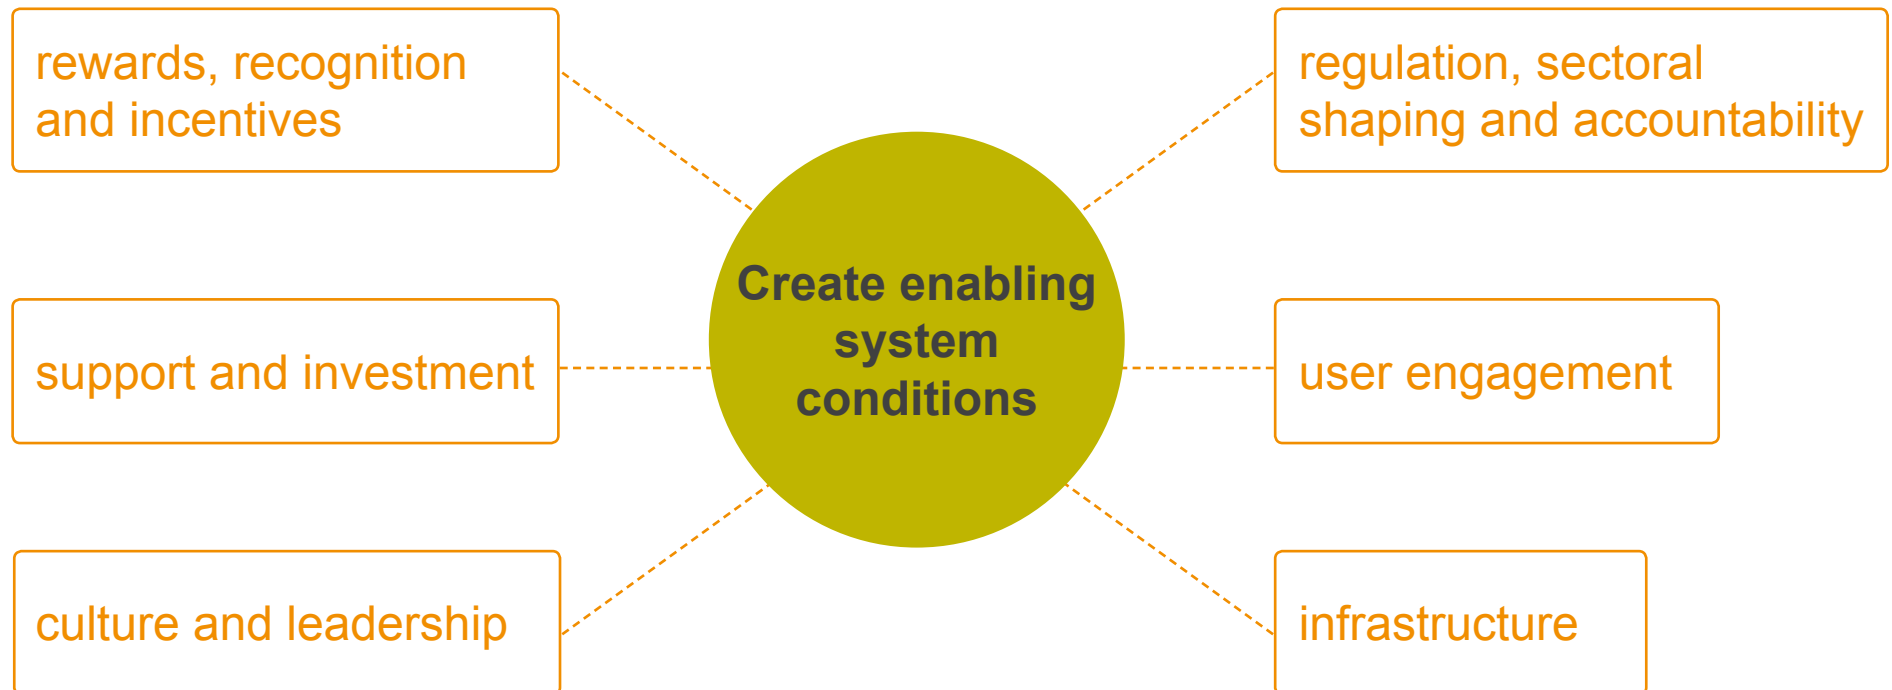 rewards, recognition
and incentives
regulation, sectoral
shaping and accountability
Create enabling
system
conditions
support and investment
user engagement
culture and leadership
infrastructure